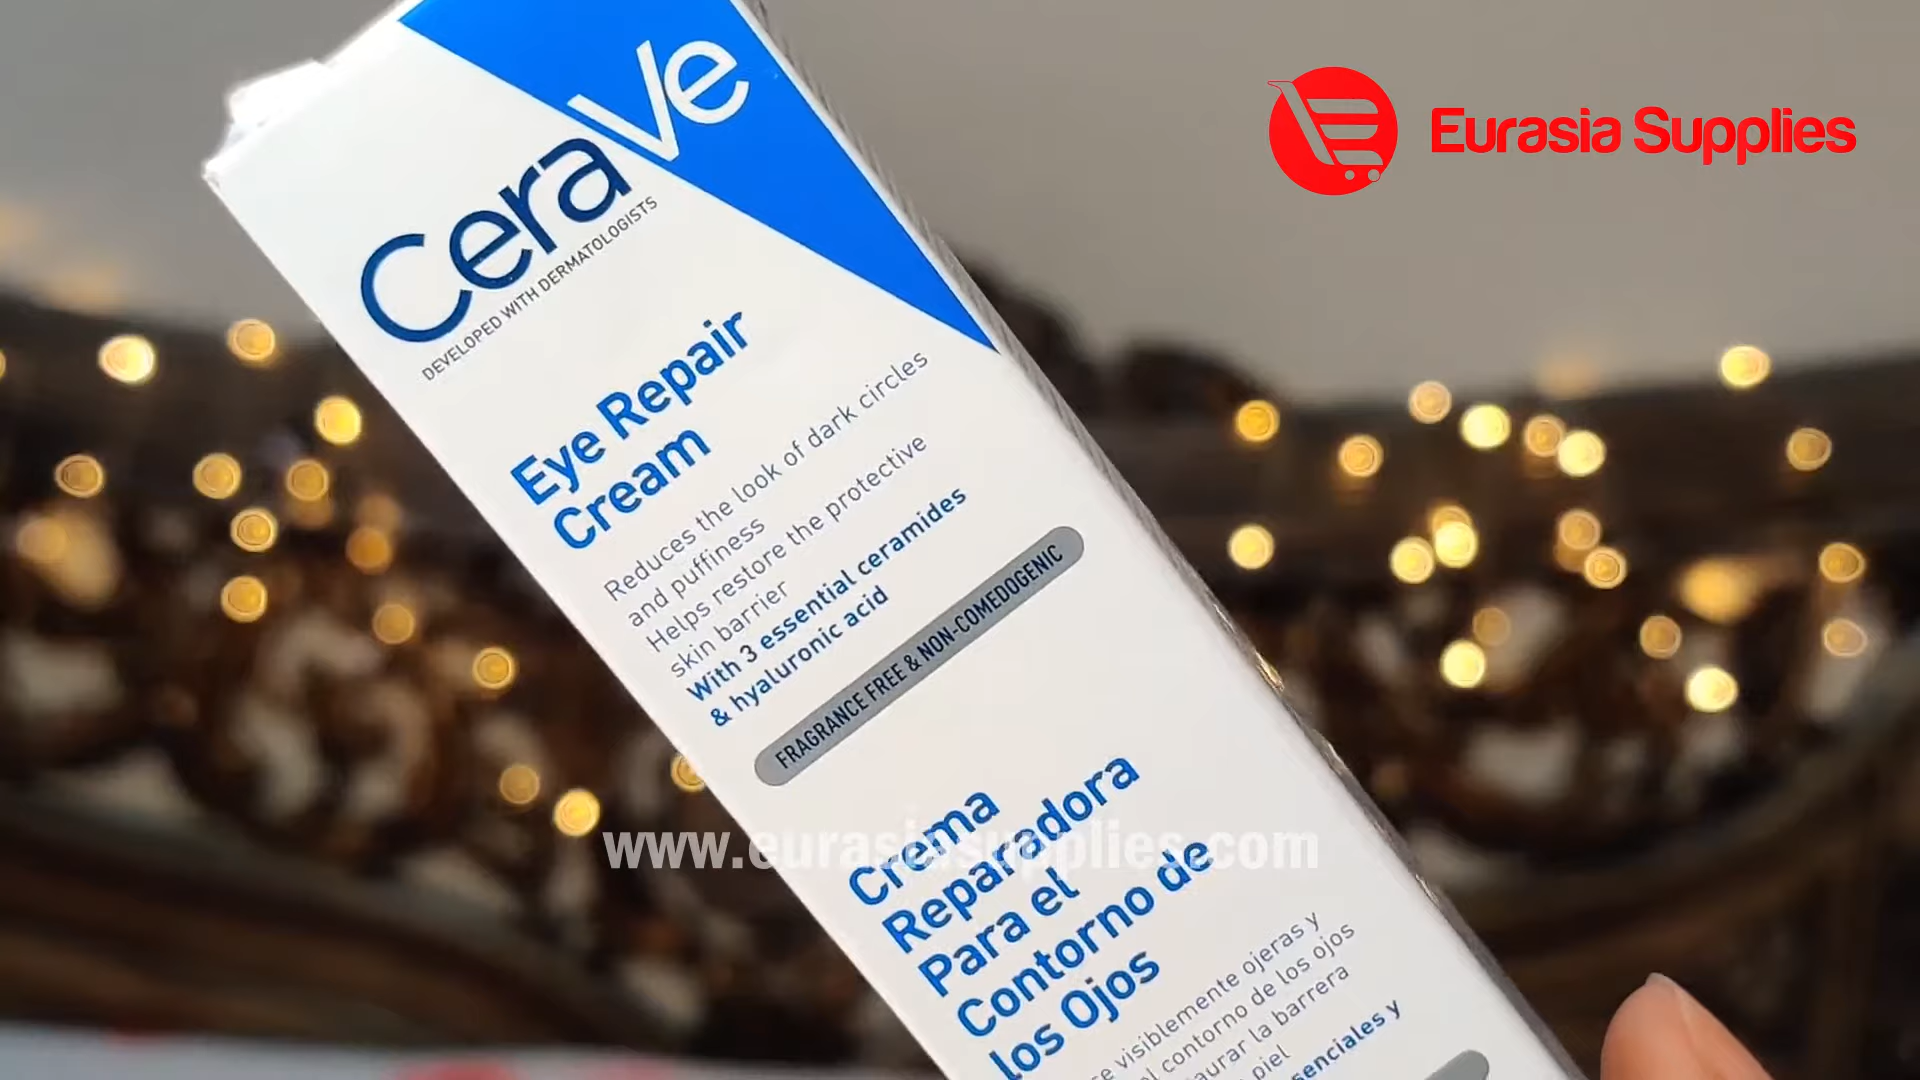 CeraVe
DEVELOPED WITH DERMATOLOGISTS
Eye Repair
Cream
Reduces the look of dark circles
and puffiness
Helps restore the protective
skin barrier
With 3 essential ceramides
& hyaluronic acid
FRAGRANCE FREE & NON-COMEDOGENIC
Crema
Reparadora
Para el
Contorno de
los Ojos
visiblemente ojeras y
contorno de los ojos
la barrera
piel
y
Eurasia Supplies
www.eurasiasupplies.com